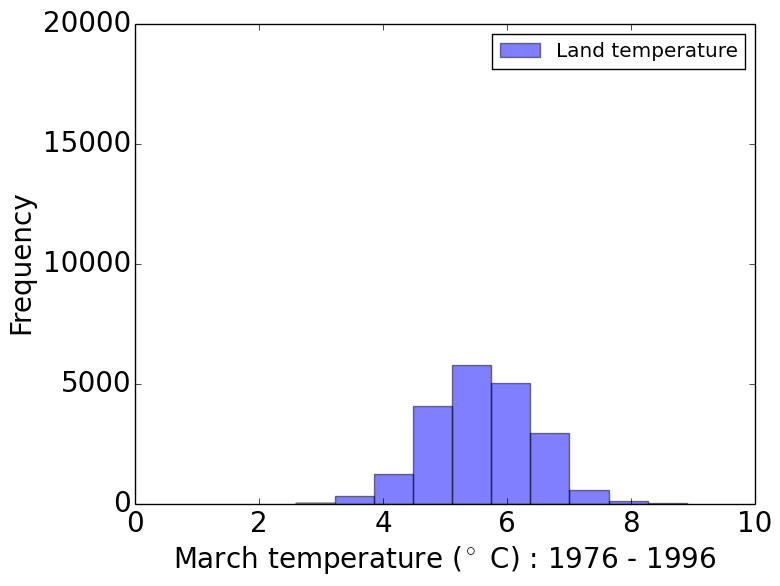 20000
Land temperature
15000
Frequency
10000
5000
0
0 2 4 6 8 10
March temperature (° C) : 1976 - 1996